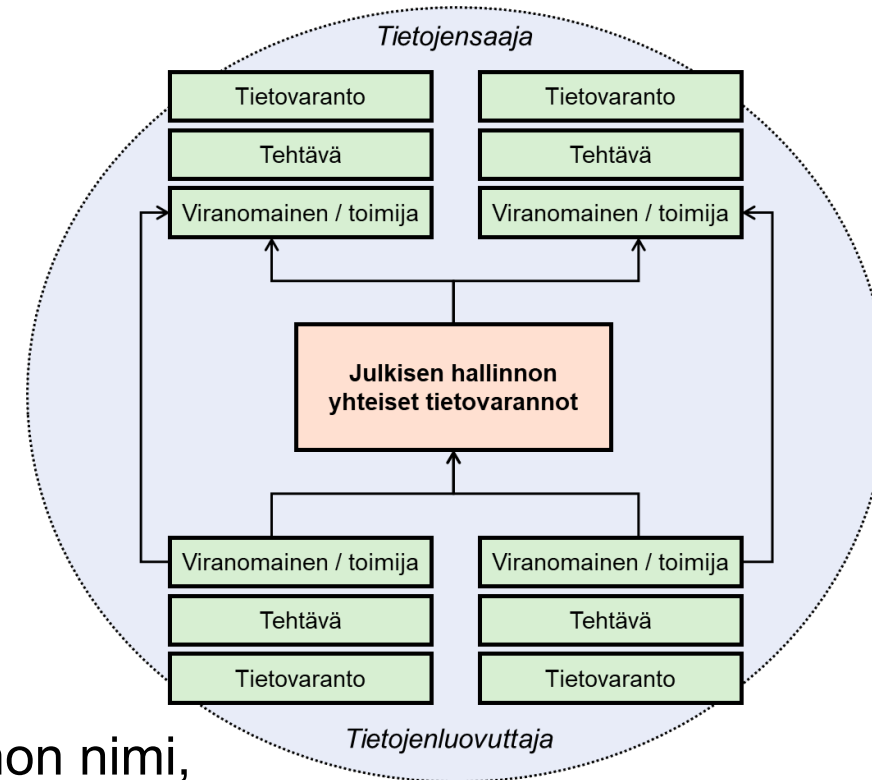 Tietojensaaja
Tietovaranto
Tietovaranto
Tehtävä
Tehtävä
Viranomainen / toimija
Viranomainen / toimija
Julkisen hallinnon
yhteiset tietovarannot
Viranomainen / toimija
Viranomainen / toimija
Tehtävä
Tehtävä
Tietovaranto
Tietovaranto
Tietojenluovuttaja
nimi,